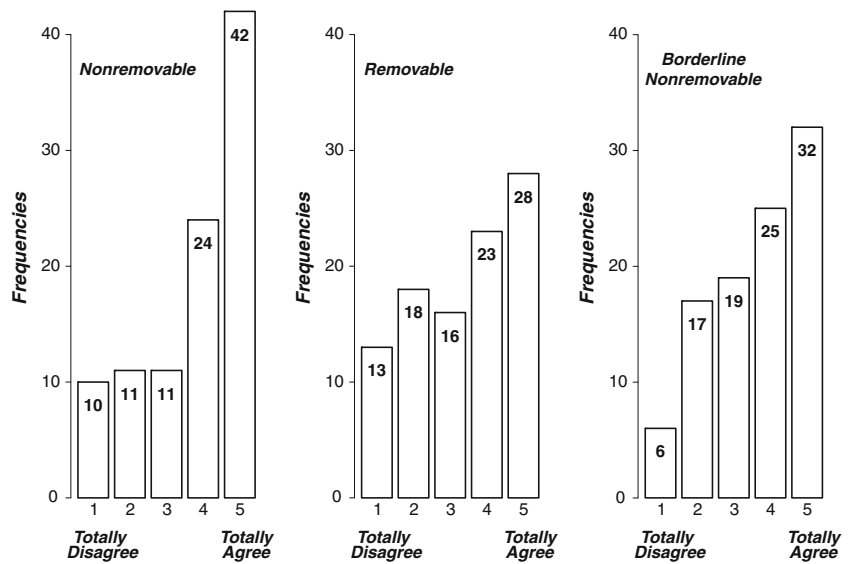 Nonremovable
Frequencies
40
30
20
10
0
42
24
10
11
11
1 2 3 4 5
Totally Disagree
Totally Agree
Removable
Frequencies
40
30
20
10
0
13
18
16
23
28
1 2 3 4 5
Totally Disagree
Totally Agree
Borderline
Nonremovable
Frequencies
40
30
20
10
0
6
17
19
25
32
1 2 3 4 5
Totally Disagree
Totally Agree